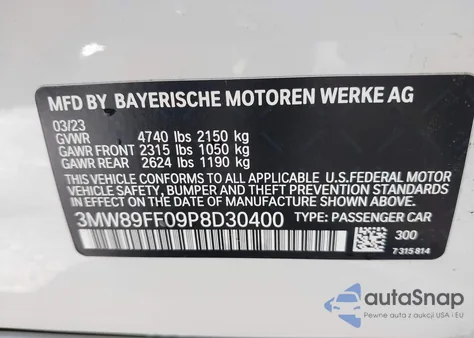 MFD BY BAYERISCHE MOTOREN WERKE AG
03/23
GVWR 4740 lbs 2150 kg
GAWR FRONT 2315 lbs 1050 kg
GAWR REAR 2624 lbs 1190 kg
THIS VEHICLE CONFORMS TO ALL APPLICABLE U.S.FEDERAL MOTOR
VEHICLE SAFETY, BUMPER AND THEFT PREVENTION STANDARDS
IN EFFECT ON THE DATE OF MANUFACTURE SHOWN ABOVE.
3MW89FF09P8D30400 TYPE: PASSENGER CAR
300
7 315 814
autoSnap
Pewne auta z aukcji USA i EU